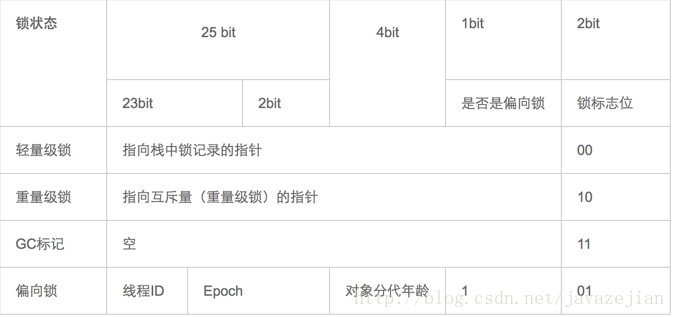 锁状态 25 bit 4bit 1bit 2bit
23bit 2bit 是否是偏向锁 锁标志位
轻量级锁 指向栈中锁记录的指针 00
重量级锁 指向互斥量（重量级锁）的指针 10
GC标记 空 11
偏向锁 线程ID Epoch 对象分代年龄 1 01
http://blog.csdn.net/javazejian